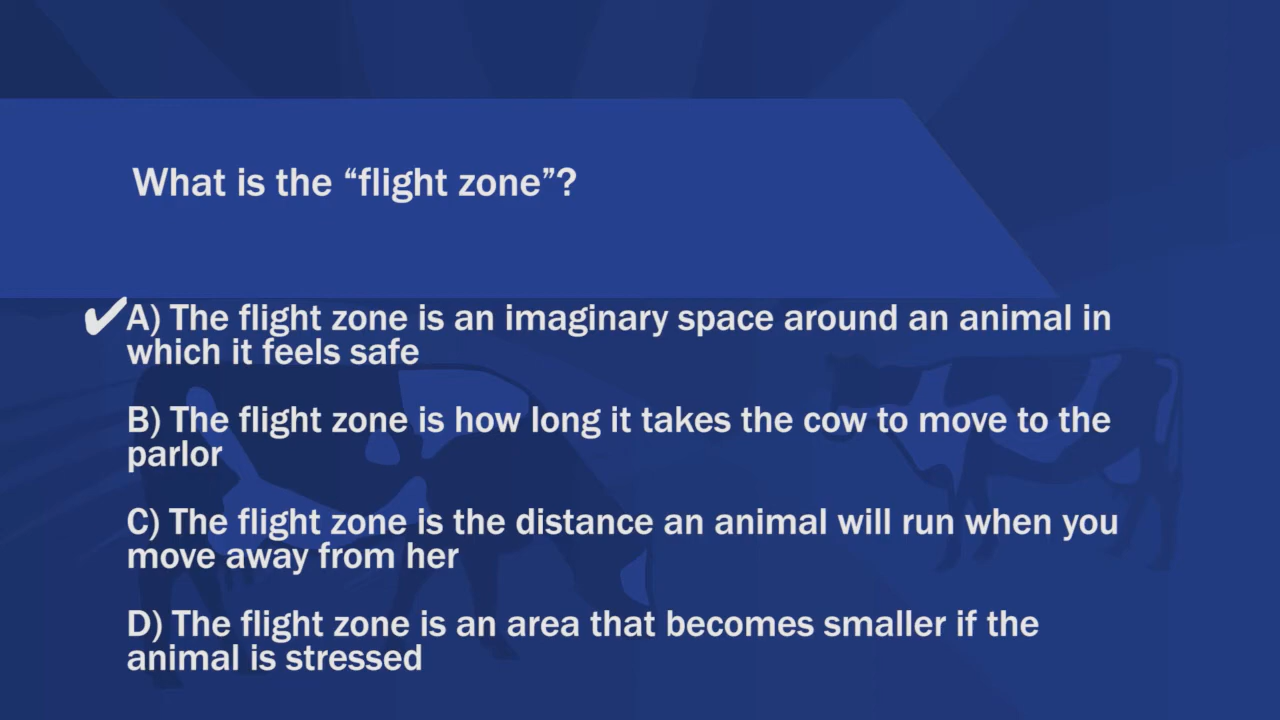 What is the “flight zone”?
✔A) The flight zone is an imaginary space around an animal in
which it feels safe
B) The flight zone is how long it takes the cow to move to the
parlor
C) The flight zone is the distance an animal will run when you
move away from her
D) The flight zone is an area that becomes smaller if the
animal is stressed